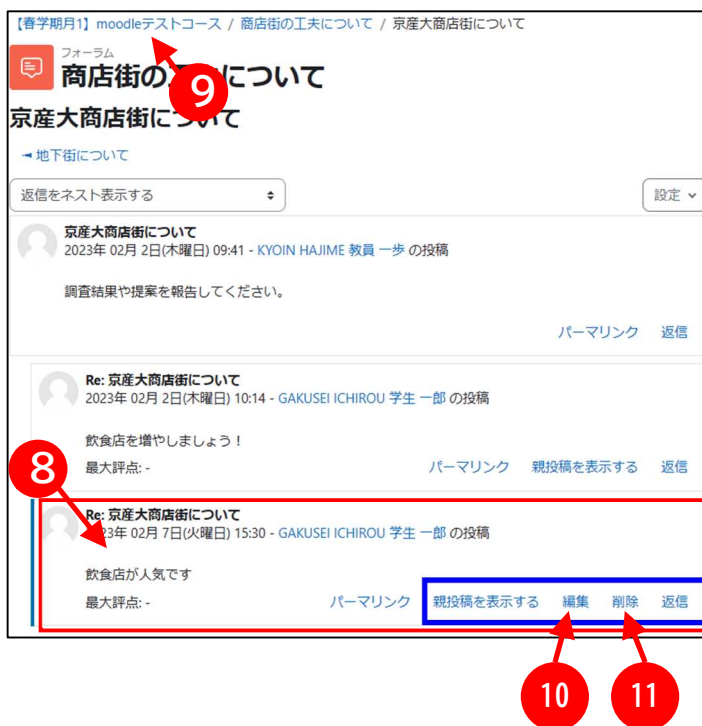 【春学期月1】moodleテストコース / 商店街の工夫について / 京産大商店街について
フォーラム
商店街の について
9
京産大商店街について
◄ 地下街について
返信をネスト表示する
設定
京産大商店街について
2023年 02月 2日(木曜日) 09:41 - KYOIN HAJIME 教員 一歩 の投稿
調査結果や提案を報告してください。
パーマリンク 返信
Re: 京産大商店街について
2023年 02月 2日(木曜日) 10:14 - GAKUSEI ICHIROU 学生 一郎 の投稿
飲食店を増やしましょう！
8
最大評点: - パーマリンク 親投稿を表示する 返信
Re: 京産大商店街について
2023年 02月 7日(火曜日) 15:30 - GAKUSEI ICHIROU 学生 一郎 の投稿
飲食店が人気です
最大評点: - パーマリンク 親投稿を表示する 編集 削除 返信
10 11